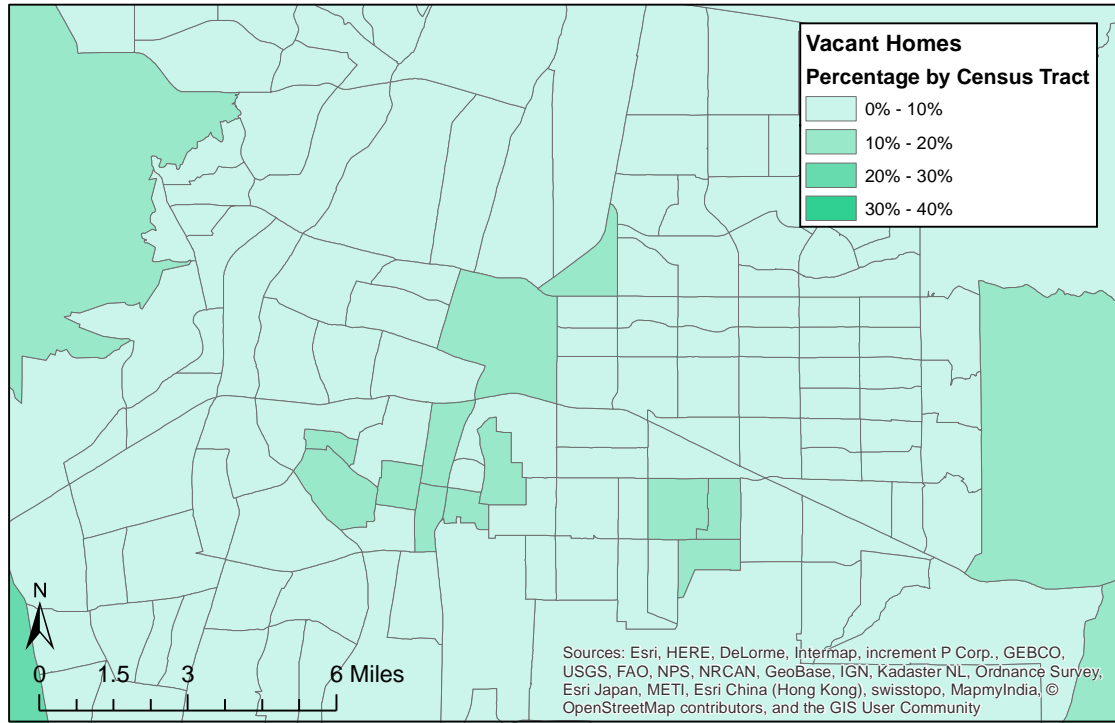 Vacant Homes
Percentage by Census Tract
0% - 10%
10% - 20%
20% - 30%
30% - 40%
N
0 1.5 3 6 Miles
Sources: Esri, HERE, DeLorme, Intermap, increment P Corp., GEBCO,
USGS, FAO, NPS, NRCAN, GeoBase, IGN, Kadaster NL, Ordnance Survey,
Esri Japan, METI, Esri China (Hong Kong), swisstopo, MapmyIndia, ©
OpenStreetMap contributors, and the GIS User Community